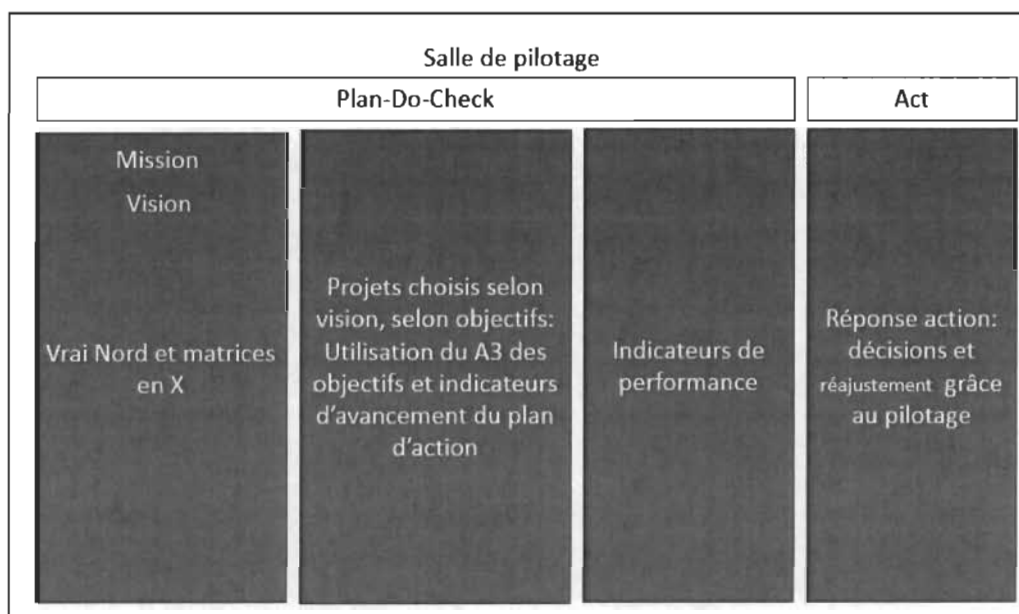 Salle de pilotage
Plan-Do-Check
Act
Mission
Vision
Vrai Nord et matrices
en X
Projets choisis selon
vision, selon objectifs:
Utilisation du A3 des
objectifs et indicateurs
d'avancement du plan
d'action
Indicateurs de
performance
Réponse action:
décisions et
réajustement grâce
au pilotage